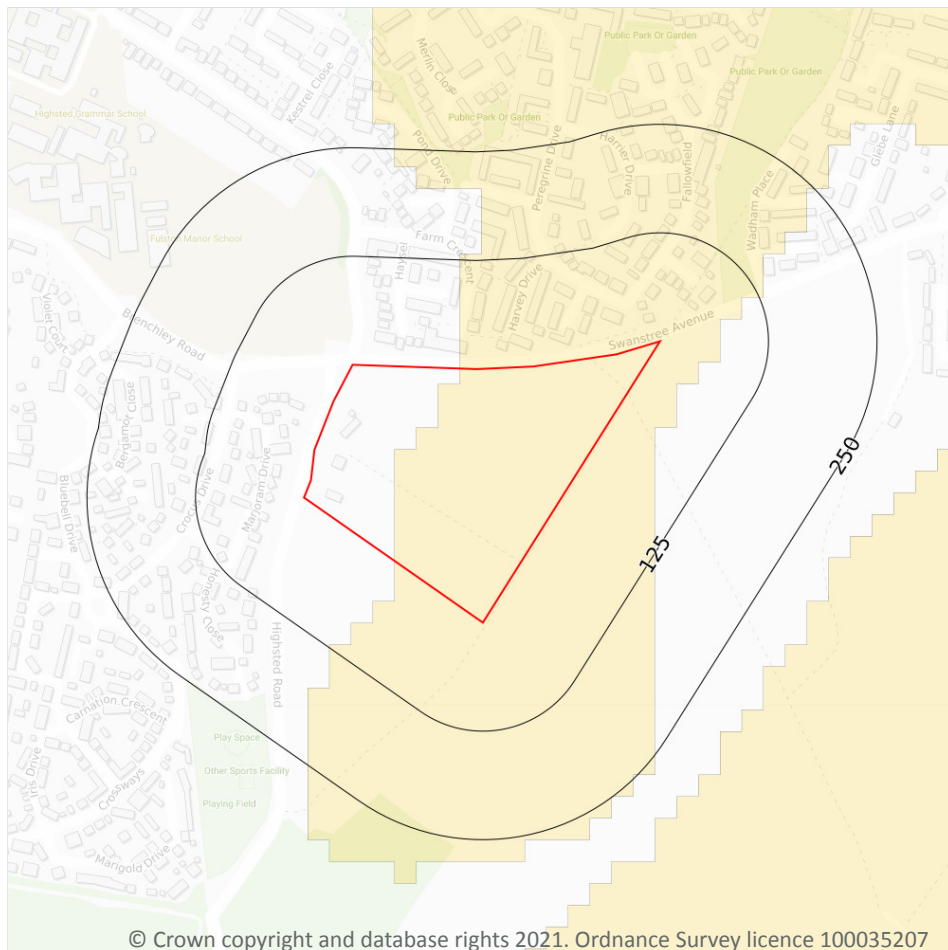 Public Park Or Garden
Merlin Clos
Kestrel Close
Public Park Or Garden
Highsted Grammar School
Public Park Or Garden
Glebe Lane
Pond Drive
Harrier Drive
Peregrine Drive
Fallowfield
Wadham Place
Fulston Manor School
Farm Crescent
Haysel
Harvey Drive
Swanstree Avenue
Violet Court
Brenchley Road
Bergamot Close
Crocus Drive
Marjoram Drive
Bluebell Drive
250
125
Honesty Close
Highsted Road
Carnation Crescent
Play Space
Iris Drive
Other Sports Facility
Crossways
Playing Field
Marigold Drive
© Crown copyright and database rights 2021. Ordnance Survey licence 100035207